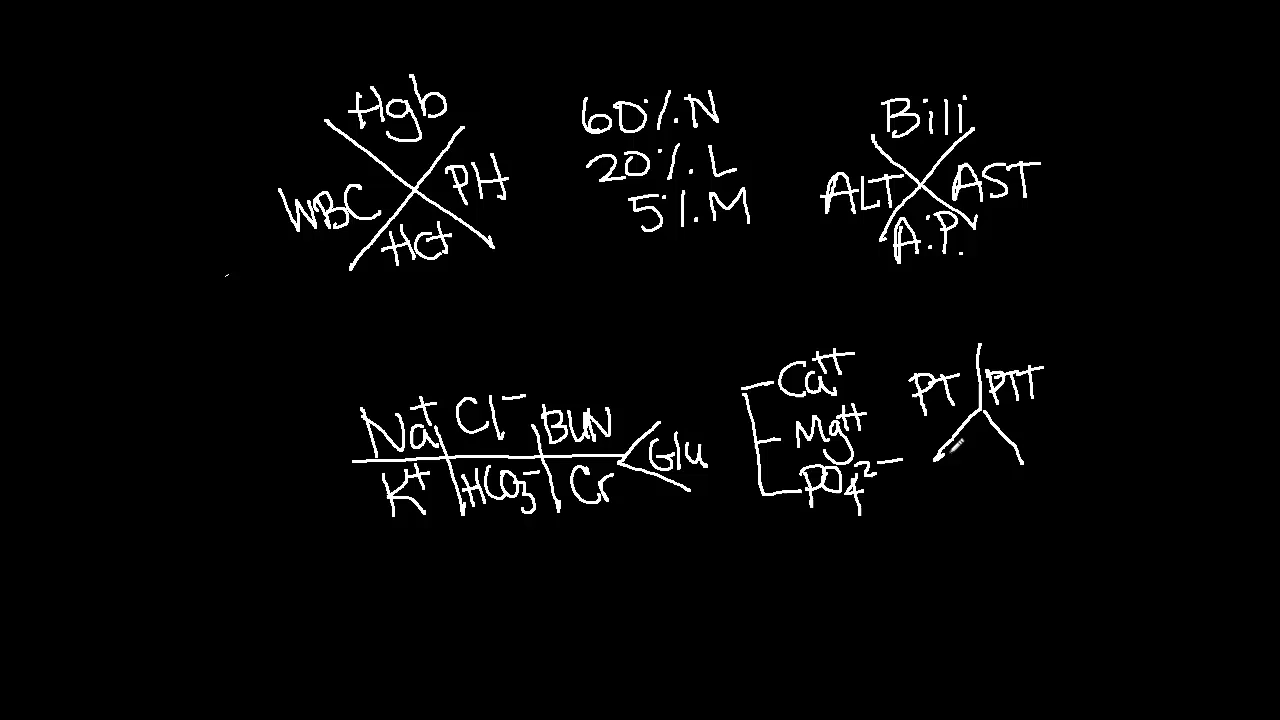 Hgb
WBC PH
Hct
60% N
20% L
5% M
Bili
ALT AST
A.P.
Na+ Cl- BUN
K+ HCO3- Cr
Glu
Ca++
Mg++
PO4 2-
PT PTT